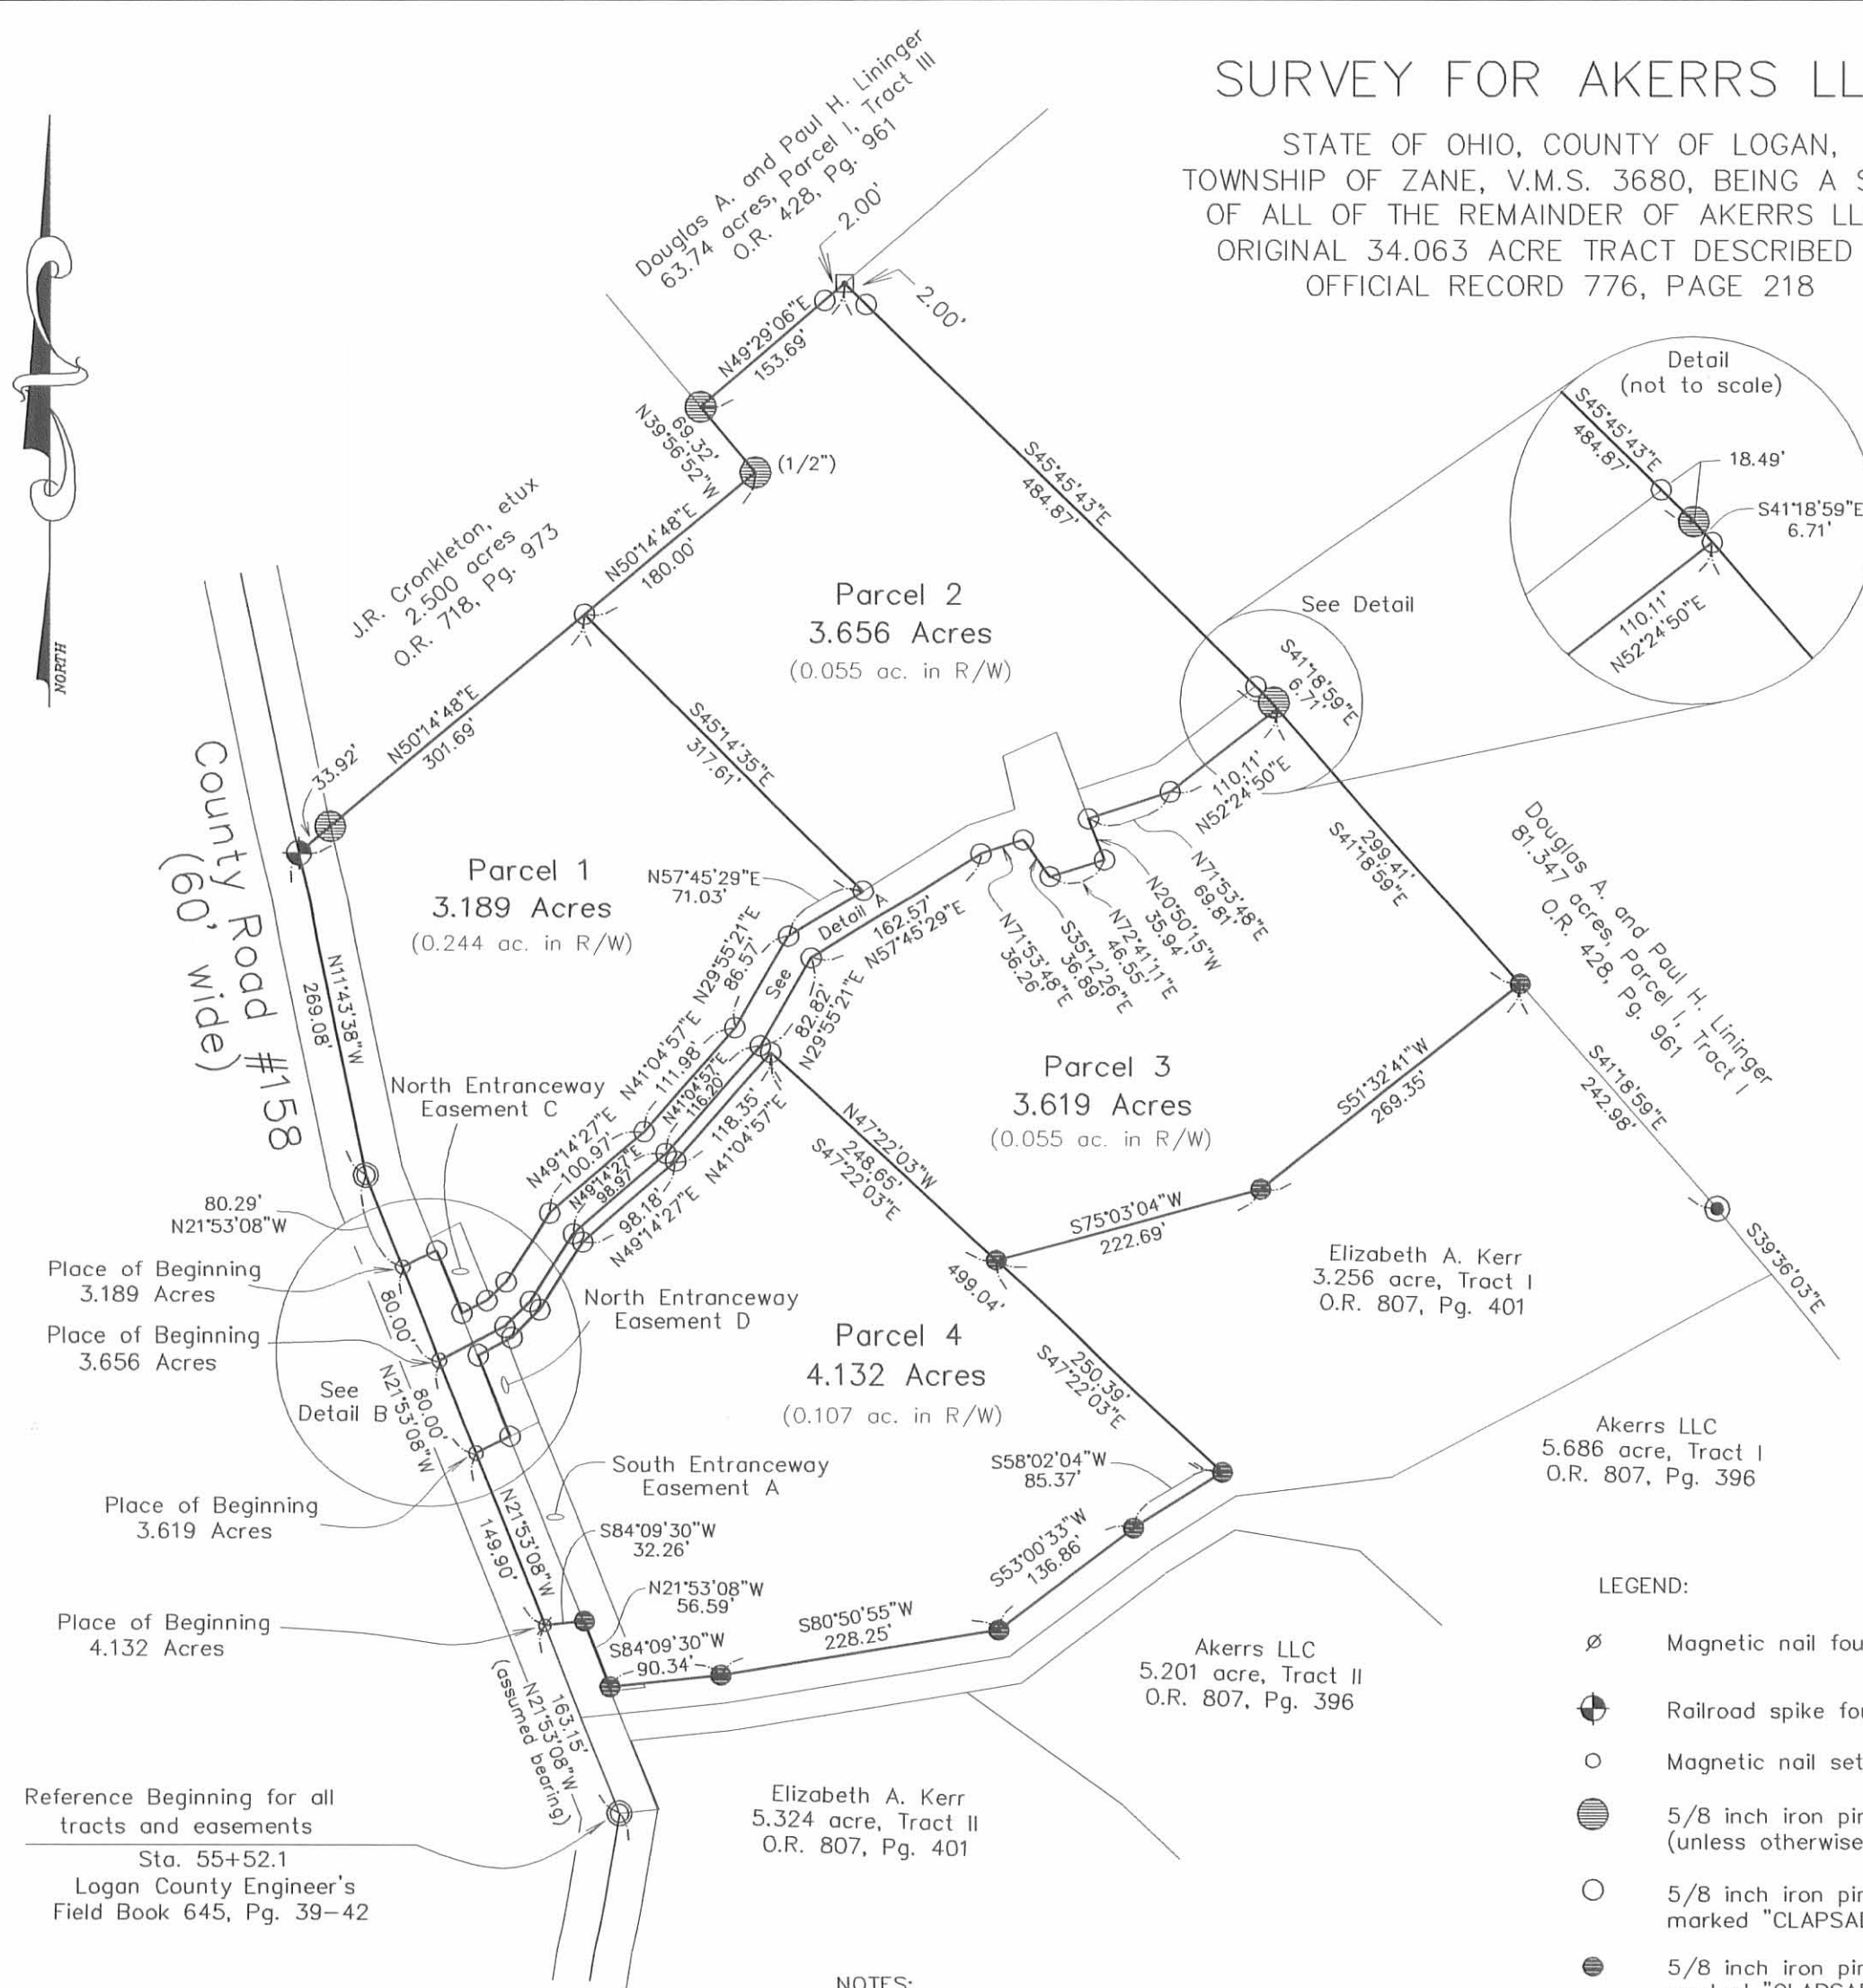 SURVEY FOR AKERRS LL
STATE OF OHIO, COUNTY OF LOGAN,
TOWNSHIP OF ZANE, V.M.S. 3680, BEING A S
OF ALL OF THE REMAINDER OF AKERRS LL
ORIGINAL 34.063 ACRE TRACT DESCRIBED
OFFICIAL RECORD 776, PAGE 218
NORTH
Douglas A. and Paul H. Lininger
63.74 acres, Parcel I, Tract III
O.R. 428, Pg. 961
2.00'
2.00'
N49°29'06"E
153.69'
69.32'
N39°56'52"W
(1/2")
N50°14'48"E
180.00'
J.R. Cronkleton, etux
2.500 acres
O.R. 718, Pg. 973
N50°14'48"E
301.69'
33.92'
S45°45'43"E
484.87'
Detail
(not to scale)
S45°45'43"E
484.87'
18.49'
S41°18'59"E
6.71'
110.11'
N52°24'50"E
See Detail
S41°18'59"E
6.71'
Parcel 2
3.656 Acres
(0.055 ac. in R/W)
S45°14'35"E
317.61'
County Road #158
(60' wide)
Parcel 1
3.189 Acres
(0.244 ac. in R/W)
N11°43'38"W
269.08'
N57°45'29"E
71.03'
See Detail A
162.57'
N57°45'29"E
110.11'
N52°24'50"E
N71°53'48"E
69.81'
N20°50'15"W
35.94'
N72°41'11"E
46.55'
S35°12'26"E
36.89'
N71°53'48"E
36.26'
299.41'
S41°18'59"E
Douglas A. and Paul H. Lininger
81.347 acres, Parcel I, Tract I
O.R. 428, Pg. 961
N29°55'21"E
86.57'
82.82'
N29°55'21"E
N41°04'57"E
111.98'
N41°04'57"E
116.20'
118.35'
N41°04'57"E
N49°14'27"E
100.97'
N49°14'27"E
98.97'
98.18'
N49°14'27"E
Parcel 3
3.619 Acres
(0.055 ac. in R/W)
N47°22'03"W
248.65'
S47°22'03"E
S51°32'41"W
269.35'
S41°18'59"E
242.98'
S75°03'04"W
222.69'
S39°36'03"E
North Entranceway
Easement C
80.29'
N21°53'08"W
Place of Beginning
3.189 Acres
80.00'
Place of Beginning
3.656 Acres
See
Detail B
80.00'
N21°53'08"W
North Entranceway
Easement D
499.04'
Elizabeth A. Kerr
3.256 acre, Tract I
O.R. 807, Pg. 401
Parcel 4
4.132 Acres
(0.107 ac. in R/W)
250.39'
S47°22'03"E
Akerrs LLC
5.686 acre, Tract I
O.R. 807, Pg. 396
South Entranceway
Easement A
S58°02'04"W
85.37'
Place of Beginning
3.619 Acres
N21°53'08"W
149.90'
S84°09'30"W
32.26'
S53°00'33"W
136.86'
N21°53'08"W
56.59'
S80°50'55"W
228.25'
Place of Beginning
4.132 Acres
S84°09'30"W
90.34'
163.15'
N21°53'08"W
(assumed bearing)
Akerrs LLC
5.201 acre, Tract II
O.R. 807, Pg. 396
Reference Beginning for all
tracts and easements
Sta. 55+52.1
Logan County Engineer's
Field Book 645, Pg. 39-42
Elizabeth A. Kerr
5.324 acre, Tract II
O.R. 807, Pg. 401
LEGEND:
Magnetic nail fou
Railroad spike fo
Magnetic nail set
5/8 inch iron pin
(unless otherwise
5/8 inch iron pin
marked "CLAPSA
5/8 inch iron pin
NOTES: